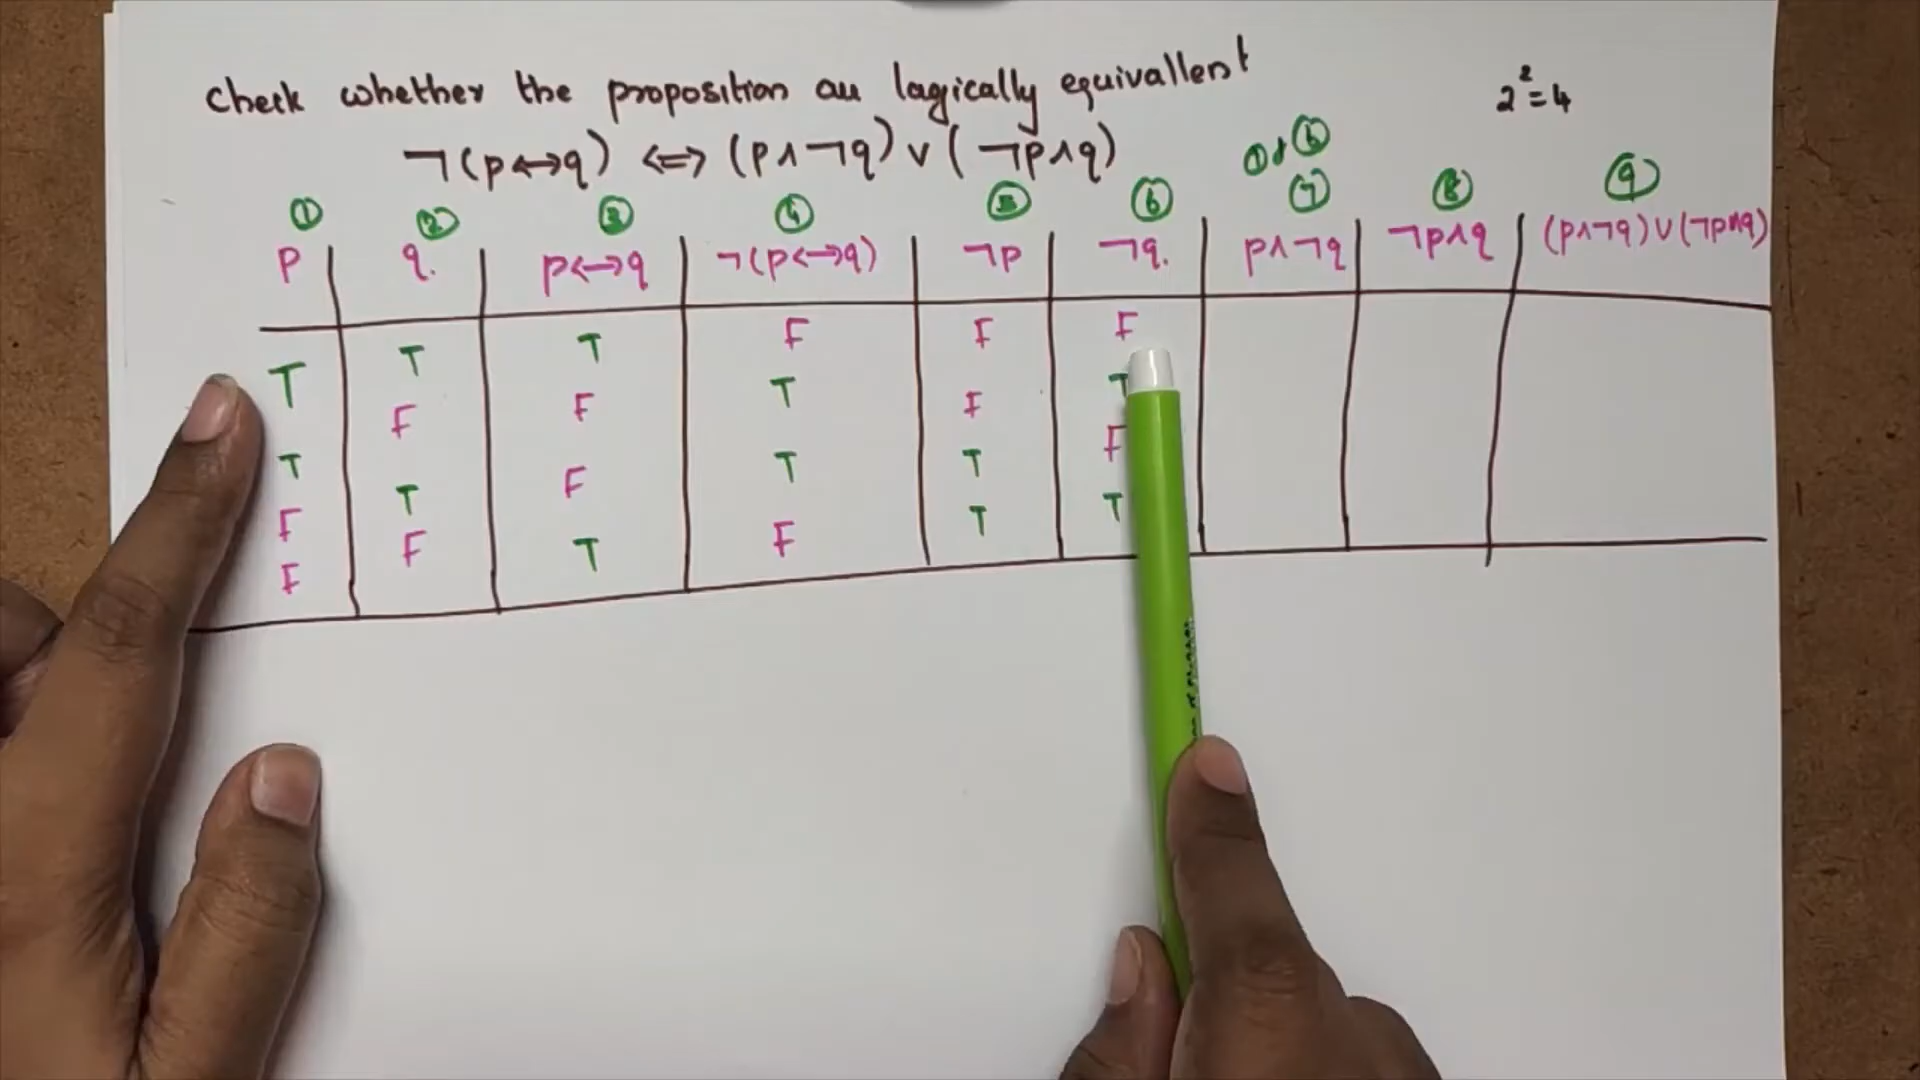 Check whether the proposition are lagically equivallent
2² = 4
¬(p↔q) ⇔ (p∧¬q)∨(¬p∧q)
① & ⑥
① ② ③ ④ ⑤ ⑥ ⑦ ⑧ ⑨
P q. p↔q ¬(p↔q) ¬p ¬q. p∧¬q ¬p∧q (p∧¬q)∨(¬p∧q)
T T T F F F
T F F T F T
F T F T T F
F F T F T T